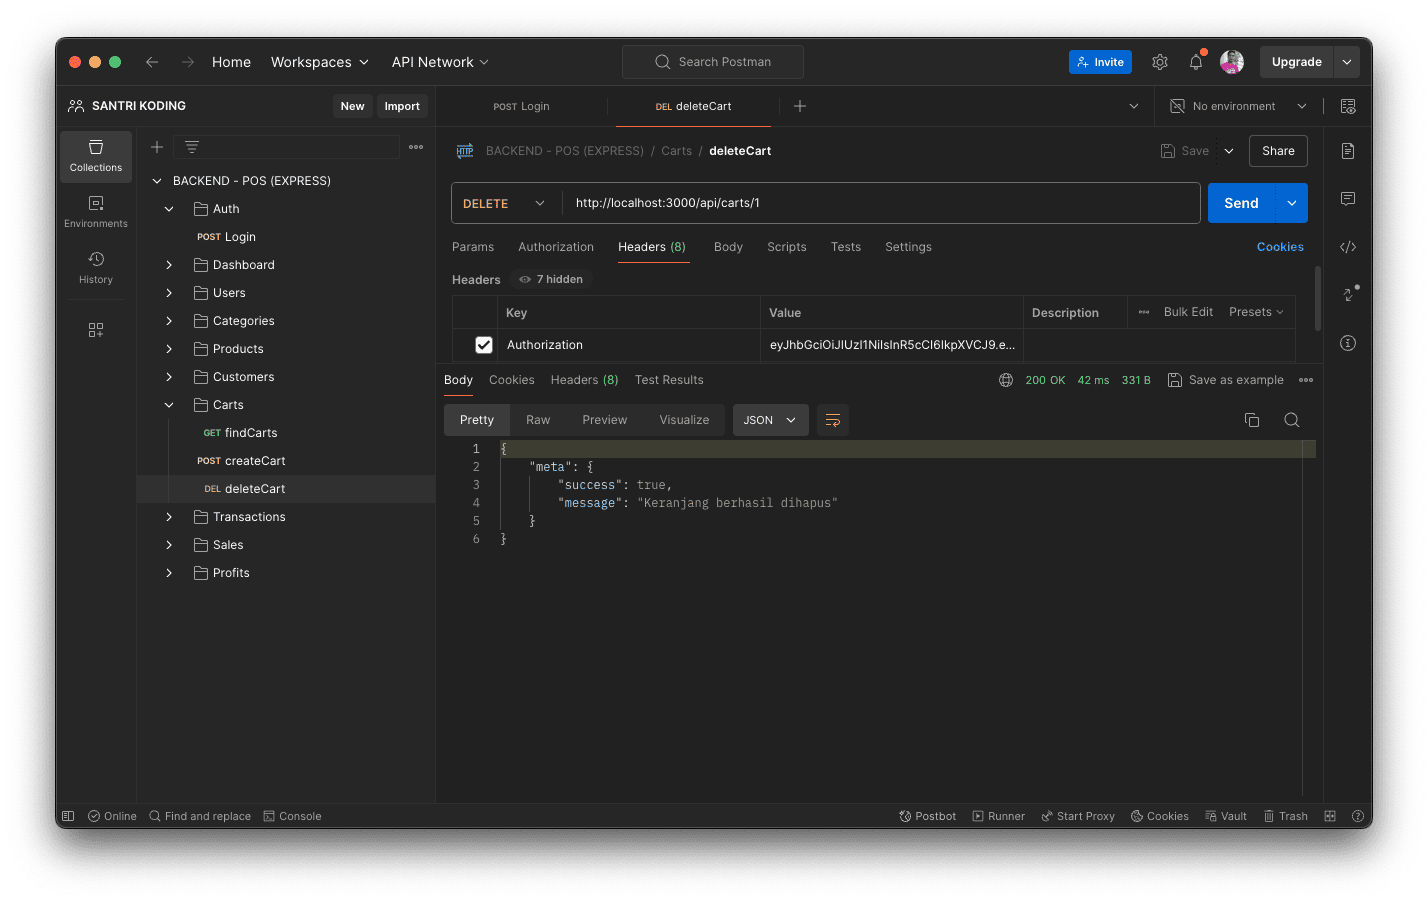 Home Workspaces API Network Search Postman Invite Upgrade
SANTRI KODING New Import POST Login DEL deleteCart No environment
Collections
Environments
History
BACKEND - POS (EXPRESS)
Auth
POST Login
Dashboard
Users
Categories
Products
Customers
Carts
GET findCarts
POST createCart
DEL deleteCart
Transactions
Sales
Profits
HTTP BACKEND - POS (EXPRESS) / Carts / deleteCart Save Share
DELETE http://localhost:3000/api/carts/1 Send
Params Authorization Headers (8) Body Scripts Tests Settings Cookies
Headers 7 hidden
Key Value Description Bulk Edit Presets
Authorization eyJhbGciOiJIUzI1NiIsInR5cCI6IkpXVCJ9.e...
Body Cookies Headers (8) Test Results 200 OK 42 ms 331 B Save as example
Pretty Raw Preview Visualize JSON
1 {
2 "meta": {
3 "success": true,
4 "message": "Keranjang berhasil dihapus"
5 }
6 }
Online Find and replace Console Postbot Runner Start Proxy Cookies Vault Trash